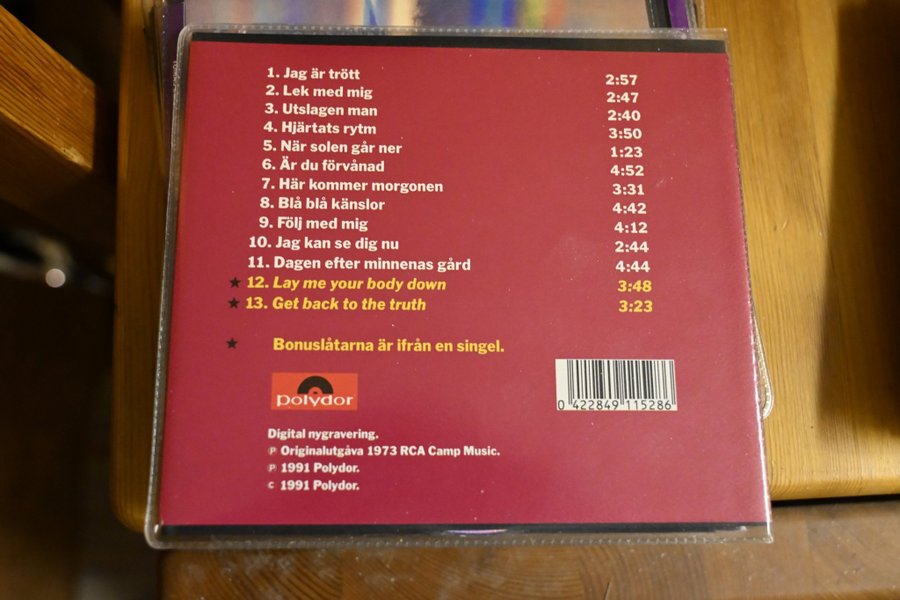 1. Jag är trött 2:57
2. Lek med mig 2:47
3. Utslagen man 2:40
4. Hjärtats rytm 3:50
5. När solen går ner 1:23
6. Är du förvånad 4:52
7. Här kommer morgonen 3:31
8. Blå blå känslor 4:42
9. Följ med mig 4:12
10. Jag kan se dig nu 2:44
11. Dagen efter minnenas gård 4:44
★ 12. Lay me your body down 3:48
★ 13. Get back to the truth 3:23
★ Bonuslåtarna är ifrån en singel.
polydor
0 422849 115286
Digital nygravering.
℗ Originalutgåva 1973 RCA Camp Music.
℗ 1991 Polydor.
© 1991 Polydor.